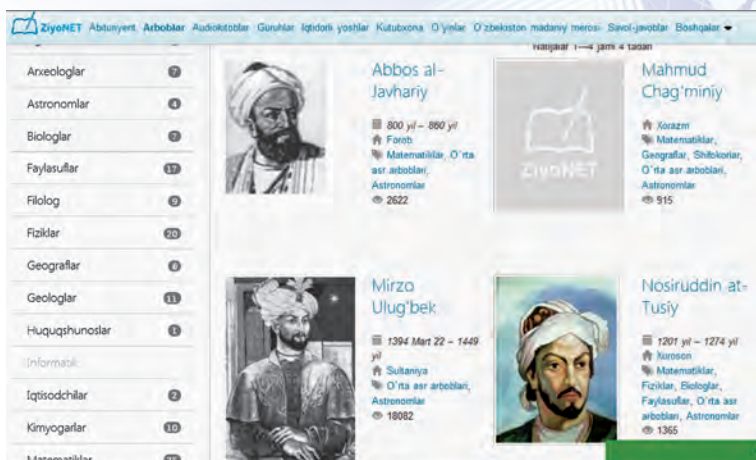 ZiyoNET Abituriyent Arboblar Audiokitoblar Guruhlar Iqtidorli yoshlar Kutubxona O'yinlar O'zbekiston madaniy merosi Savol-javoblar Boshqalar
Natijalar 1—4 jami 4 tadan
Arxeologlar 7
Astronomlar 4
Biologlar 7
Faylasuflar 17
Filolog 9
Fiziklar 20
Geograflar 6
Geologlar 11
Huquqshunoslar 1
Informatik
Iqtisodchilar 2
Kimyogarlar 10
Matematiklar
Abbos al-
Javhariy
800 yil – 860 yil
Forob
Matematiklar, O'rta
asr arboblari,
Astronomlar
2622
ZiyoNET
Mahmud
Chag'miniy
Xorazm
Matematiklar,
Geograflar, Shifokorlar,
O'rta asr arboblari,
Astronomlar
915
Mirzo
Ulug'bek
1394 Mart 22 – 1449
yil
Sultaniya
O'rta asr arboblari,
Astronomlar
18082
Nosiruddin at-
Tusiy
1201 yil – 1274 yil
Xuroson
Matematiklar,
Fiziklar, Biologlar,
Faylasuflar, O'rta asr
arboblari, Astronomlar
1365